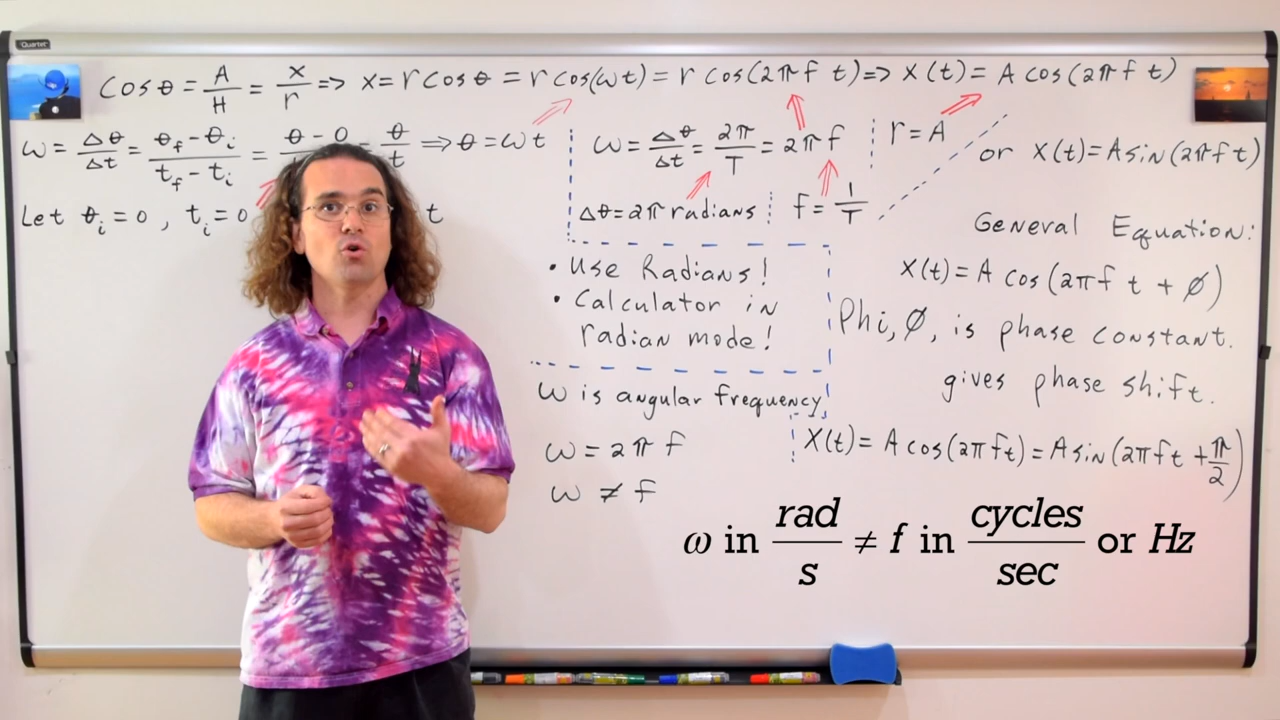 Quartet
Cos θ = A/H = x/r => x = r cos θ = r cos(ωt) = r cos(2πf t) => x(t) = A cos(2πf t)
ω = Δθ/Δt = (θf - θi)/(tf - ti) = θ - 0 = θ/t => θ = ωt
ω = Δθ/Δt = 2π/T = 2πf
r = A
or x(t) = A sin(2πf t)
Let θi = 0 , ti = 0 t
Δθ = 2π radians
f = 1/T
General Equation:
x(t) = A cos(2πf t + ϕ)
• Use Radians!
• Calculator in
radian mode!
Phi, ϕ, is phase constant.
gives phase shift.
ω is angular frequency
ω = 2π f
ω ≠ f
x(t) = A cos(2πft) = A sin(2πft + π/2)
ω in rad/s ≠ f in cycles/sec or Hz